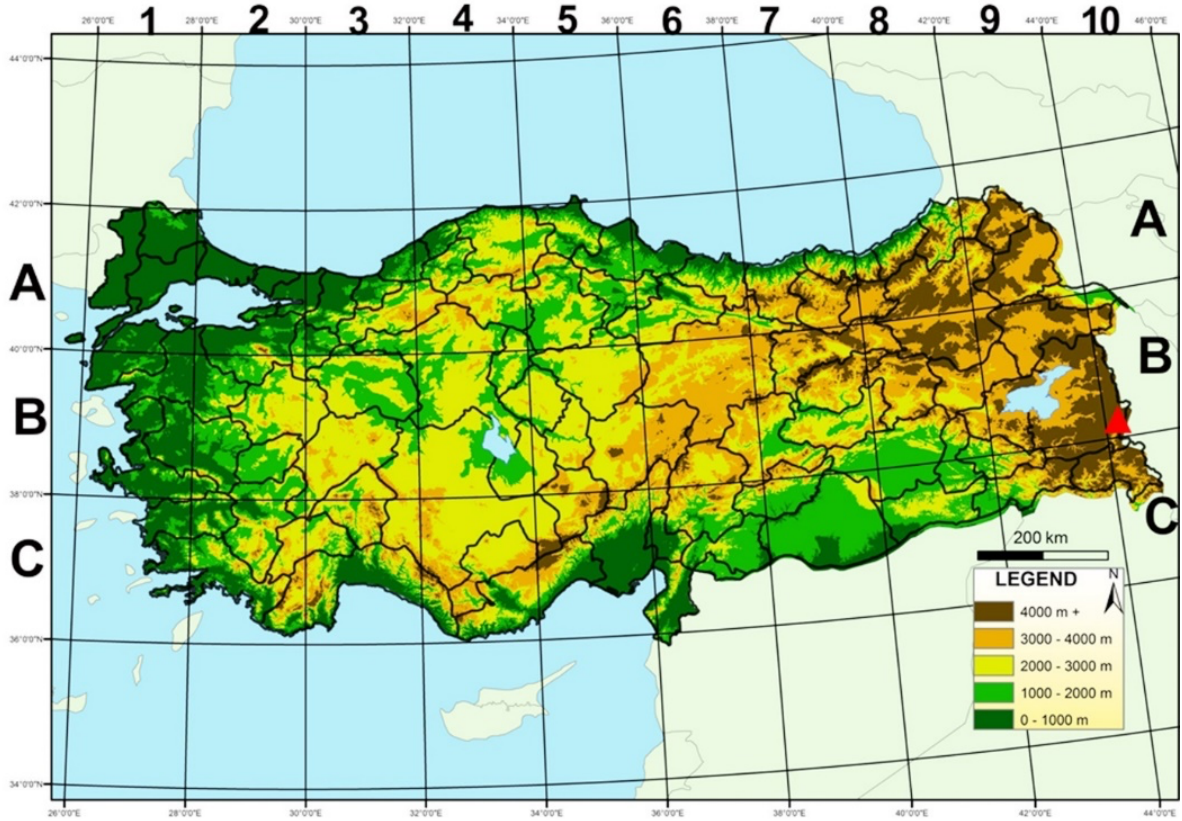 1 2 3 4 5 6 7 8 9 10
26°0'0"E 28°0'0"E 30°0'0"E 32°0'0"E 34°0'0"E 36°0'0"E 38°0'0"E 40°0'0"E 42°0'0"E 44°0'0"E 46°0'0"E
44°0'0"N
42°0'0"N
A
A
40°0'0"N
B
B
38°0'0"N
C
C
200 km
LEGEND
N
4000 m +
3000 - 4000 m
2000 - 3000 m
1000 - 2000 m
0 - 1000 m
36°0'0"N
34°0'0"N
26°0'0"E 28°0'0"E 30°0'0"E 32°0'0"E 34°0'0"E 36°0'0"E 38°0'0"E 40°0'0"E 42°0'0"E 44°0'0"E